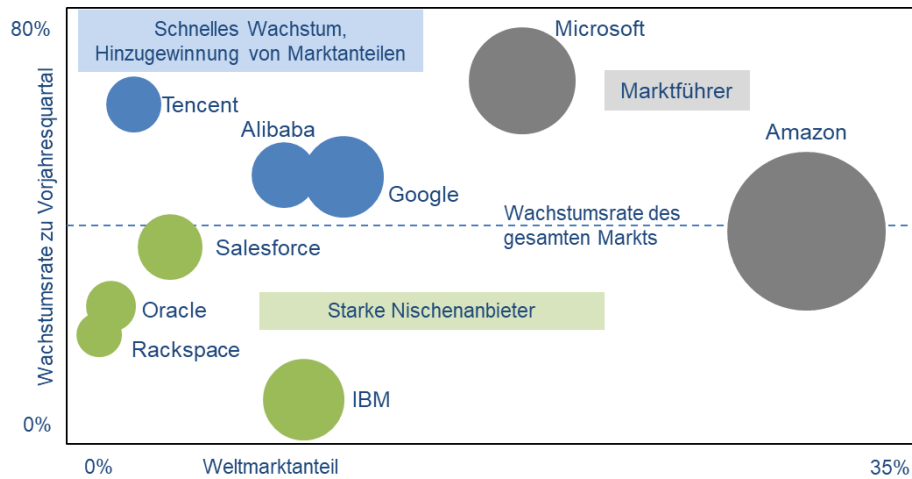 80%
Schnelles Wachstum,
Hinzugewinnung von Marktanteilen
Microsoft
Marktführer
Tencent
Alibaba
Amazon
Google
Wachstumsrate des
gesamten Markts
Salesforce
Starke Nischenanbieter
Oracle
Rackspace
IBM
Wachstumsrate zu Vorjahresquartal
0%
0%
Weltmarktanteil
35%